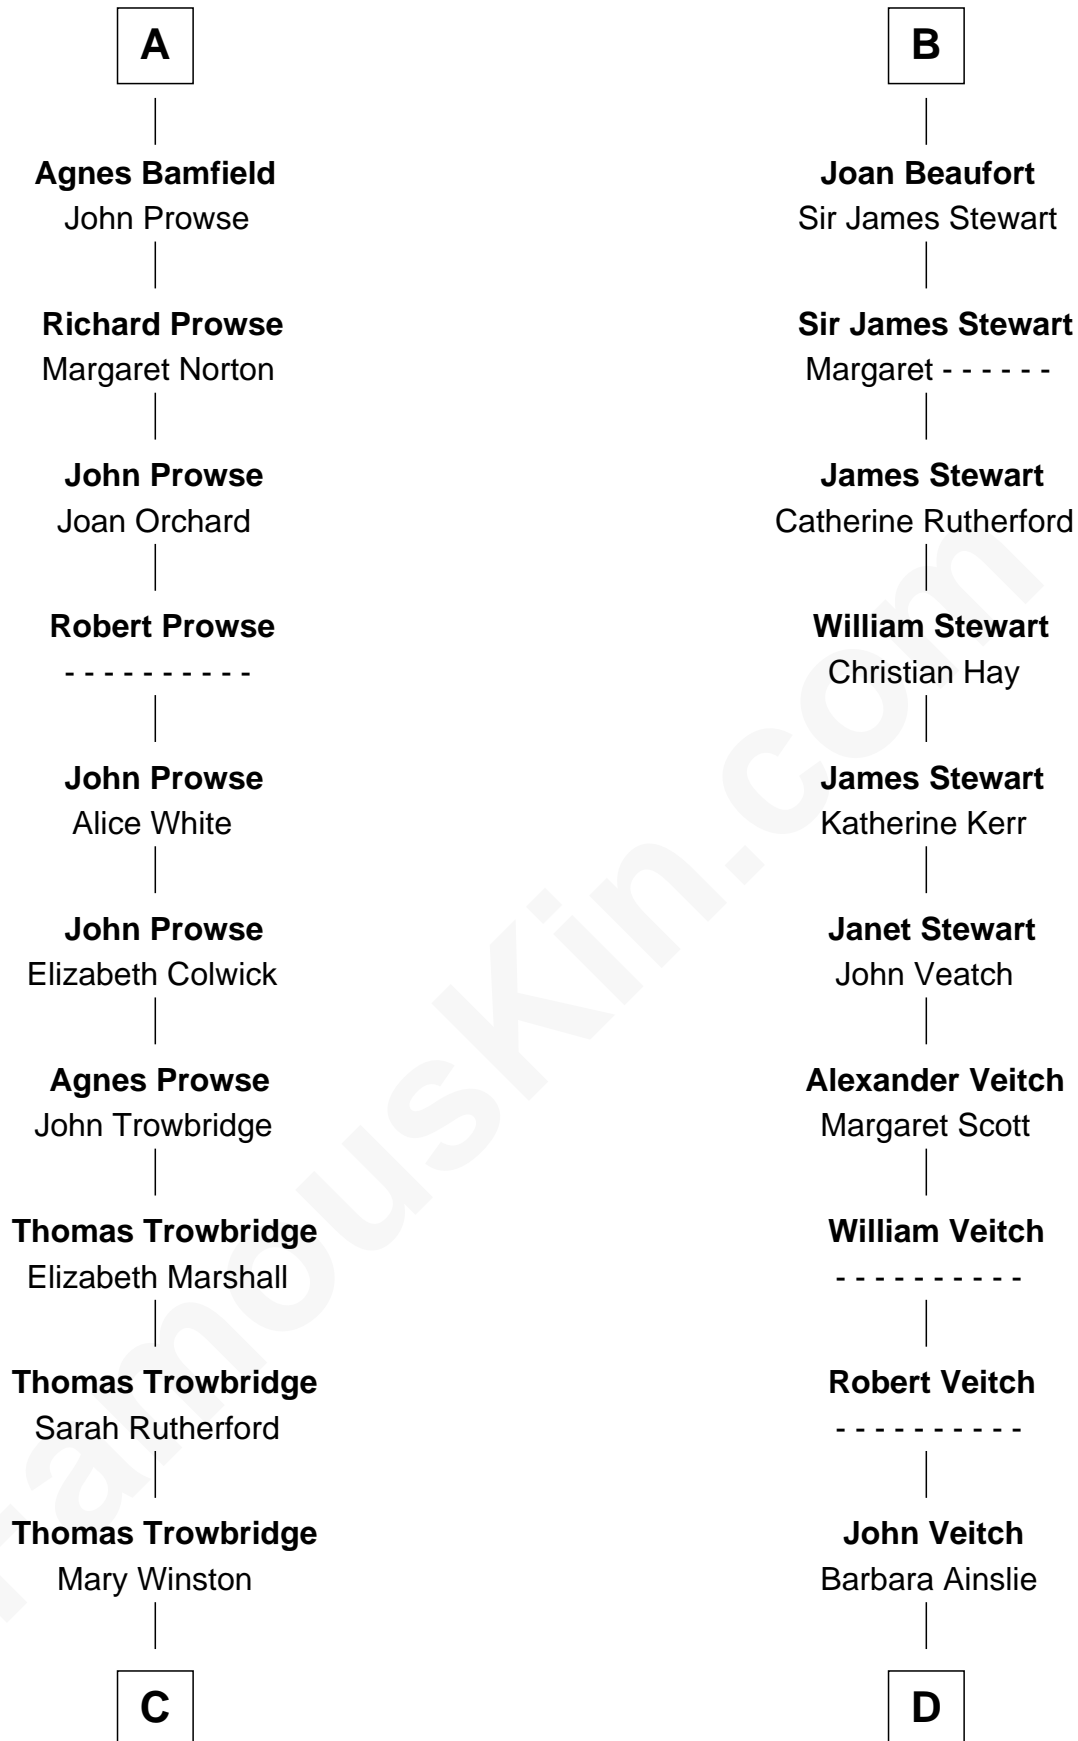 A
Agnes Bamfield
John Prowse
Richard Prowse
Margaret Norton
John Prowse
Joan Orchard
Robert Prowse
- - - - - - - - - -
John Prowse
Alice White
John Prowse
Elizabeth Colwick
Agnes Prowse
John Trowbridge
Thomas Trowbridge
Elizabeth Marshall
Thomas Trowbridge
Sarah Rutherford
Thomas Trowbridge
Mary Winston
C
B
Joan Beaufort
Sir James Stewart
Sir James Stewart
Margaret - - - - - -
James Stewart
Catherine Rutherford
William Stewart
Christian Hay
James Stewart
Katherine Kerr
Janet Stewart
John Veatch
Alexander Veitch
Margaret Scott
William Veitch
- - - - - - - - - -
Robert Veitch
- - - - - - - - - -
John Veitch
Barbara Ainslie
D
FamousKin.com